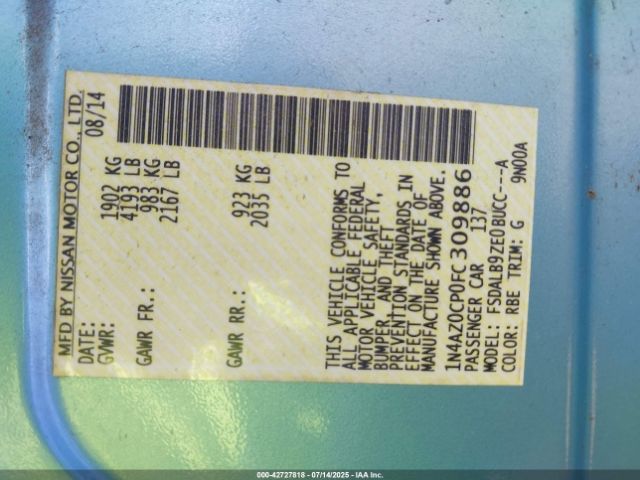 MFD BY NISSAN MOTOR CO., LTD.
DATE: 08/14
GVWR: 1902 KG
4193 LB
GAWR FR.: 983 KG
2167 LB
GAWR RR.: 923 KG
2035 LB
THIS VEHICLE CONFORMS TO
ALL APPLICABLE FEDERAL
MOTOR VEHICLE SAFETY,
BUMPER, AND THEFT
PREVENTION STANDARDS IN
EFFECT ON THE DATE OF
MANUFACTURE SHOWN ABOVE.
1N4AZ0CP0FC309886
PASSENGER CAR 137
MODEL: FSDALB9ZE0BUCC---A
COLOR: RBE TRIM: G 9N00A
000-42727818 - 07/14/2025 - IAA Inc.